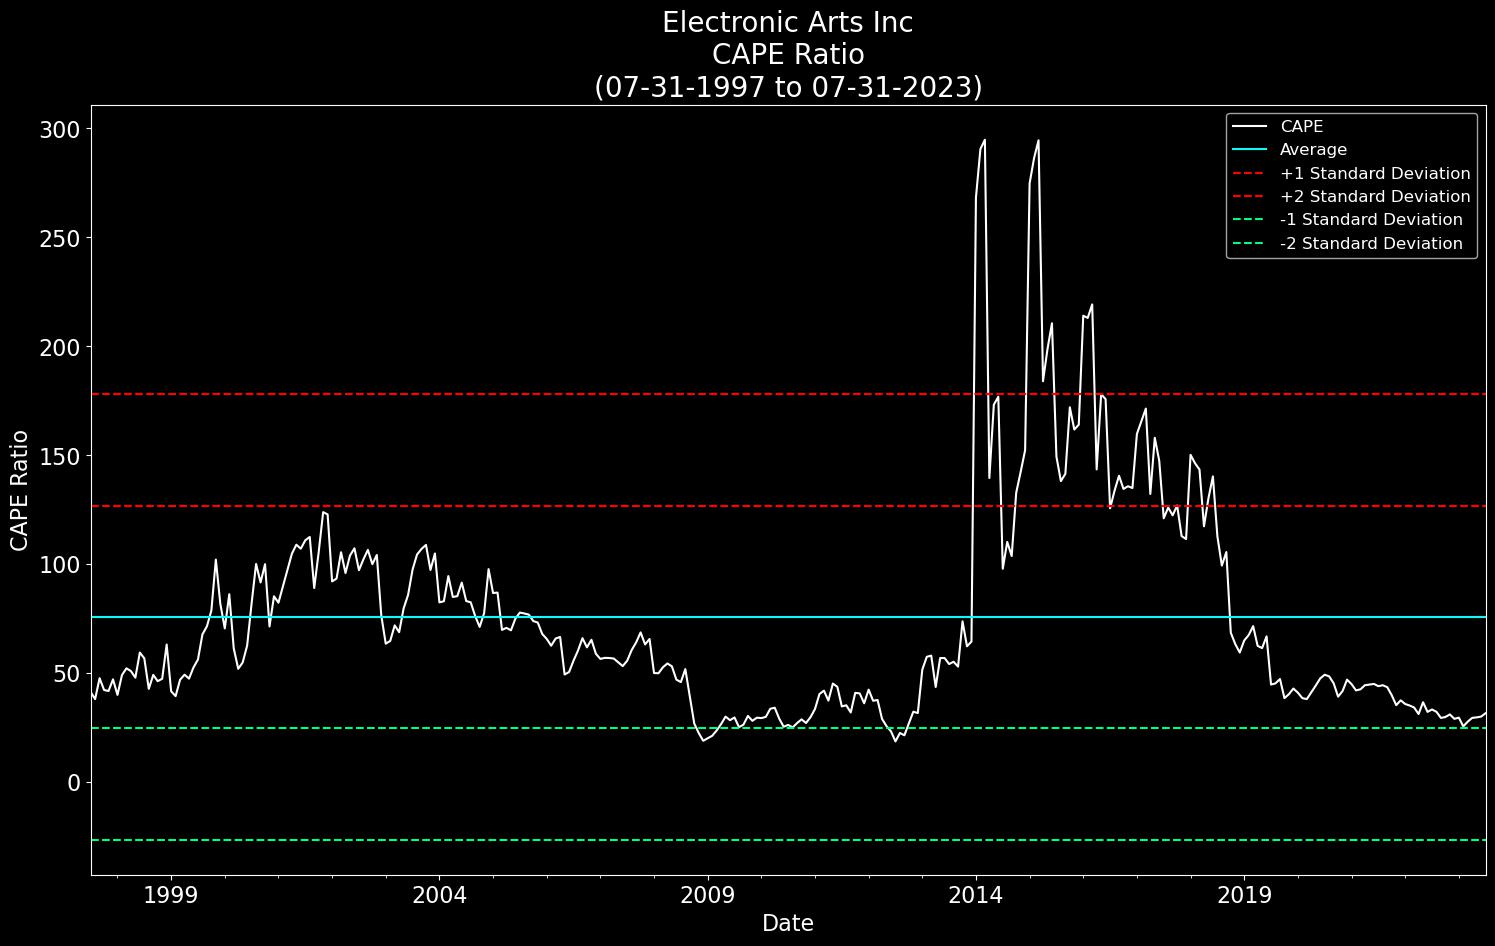 Electronic Arts Inc
CAPE Ratio
(07-31-1997 to 07-31-2023)
CAPE
Average
+1 Standard Deviation
+2 Standard Deviation
-1 Standard Deviation
-2 Standard Deviation
300
250
200
150
100
50
0
CAPE Ratio
1999
2004
2009
2014
2019
Date